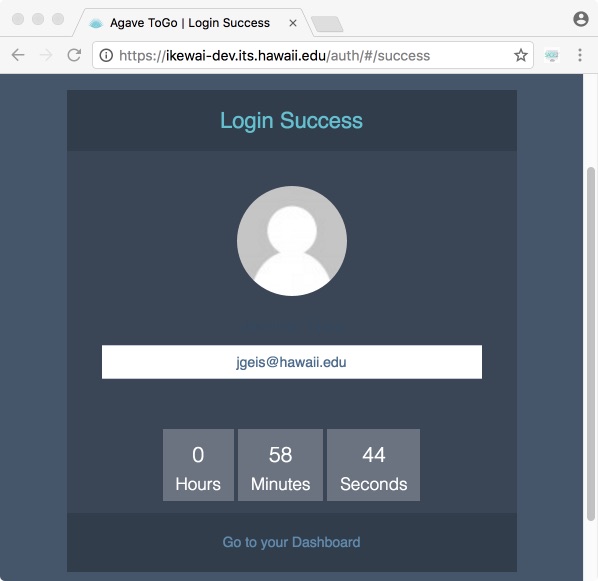 Agave ToGo | Login Success
https://ikewai-dev.its.hawaii.edu/auth/#/success
Login Success
jgeis@hawaii.edu
0 58 44
Hours Minutes Seconds
Go to your Dashboard